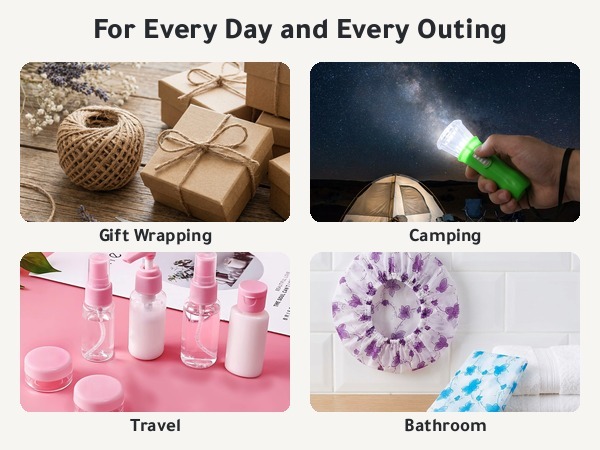 For Every Day and Every Outing
Gift Wrapping
Camping
Travel
Bathroom